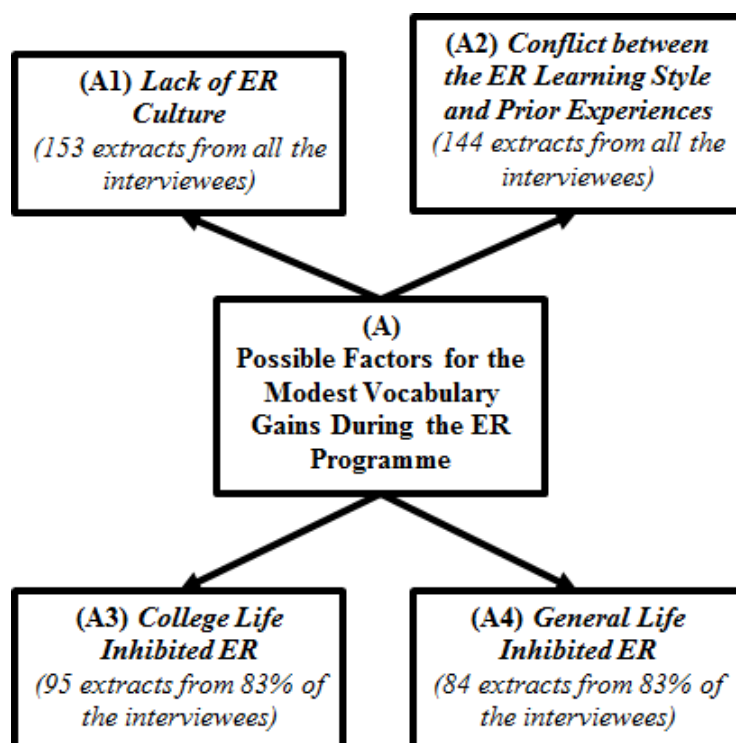 (A1) Lack of ER
Culture
(153 extracts from all the
interviewees)
(A2) Conflict between
the ER Learning Style
and Prior Experiences
(144 extracts from all the
interviewees)
(A)
Possible Factors for the
Modest Vocabulary
Gains During the ER
Programme
(A3) College Life
Inhibited ER
(95 extracts from 83% of
the interviewees)
(A4) General Life
Inhibited ER
(84 extracts from 83% of
the interviewees)